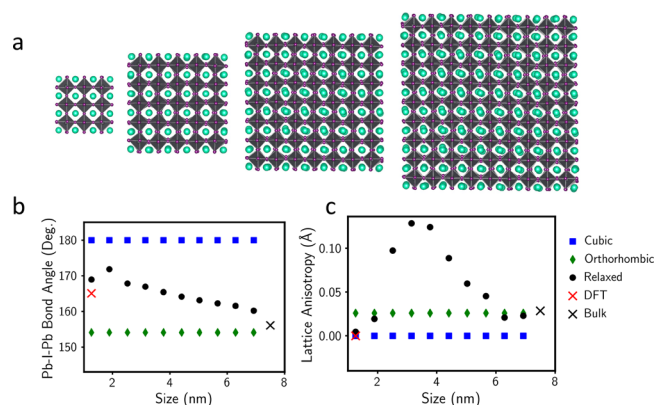 a
b
Pb-I-Pb Bond Angle (Deg.)
180
170
160
150
2
4
6
8
Size (nm)
c
Lattice Anisotropy (Å)
0.10
0.05
0.00
2
4
6
8
Size (nm)
Cubic
Orthorhombic
Relaxed
DFT
Bulk